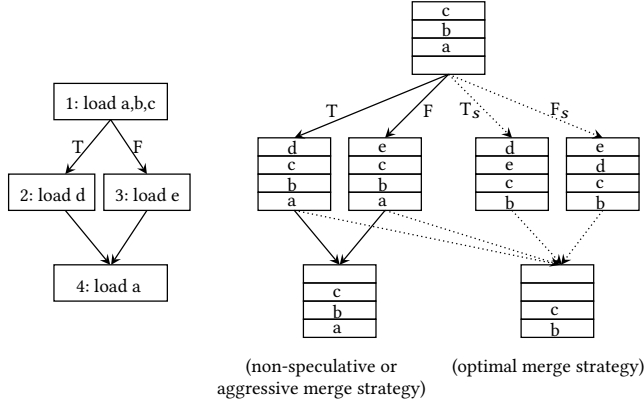 1: load a,b,c
T
F
2: load d
3: load e
4: load a
c
b
a
T
F
Ts
Fs
d
c
b
a
e
c
b
a
d
e
c
b
e
d
c
b
c
b
a
c
b
(non-speculative or
aggressive merge strategy)
(optimal merge strategy)